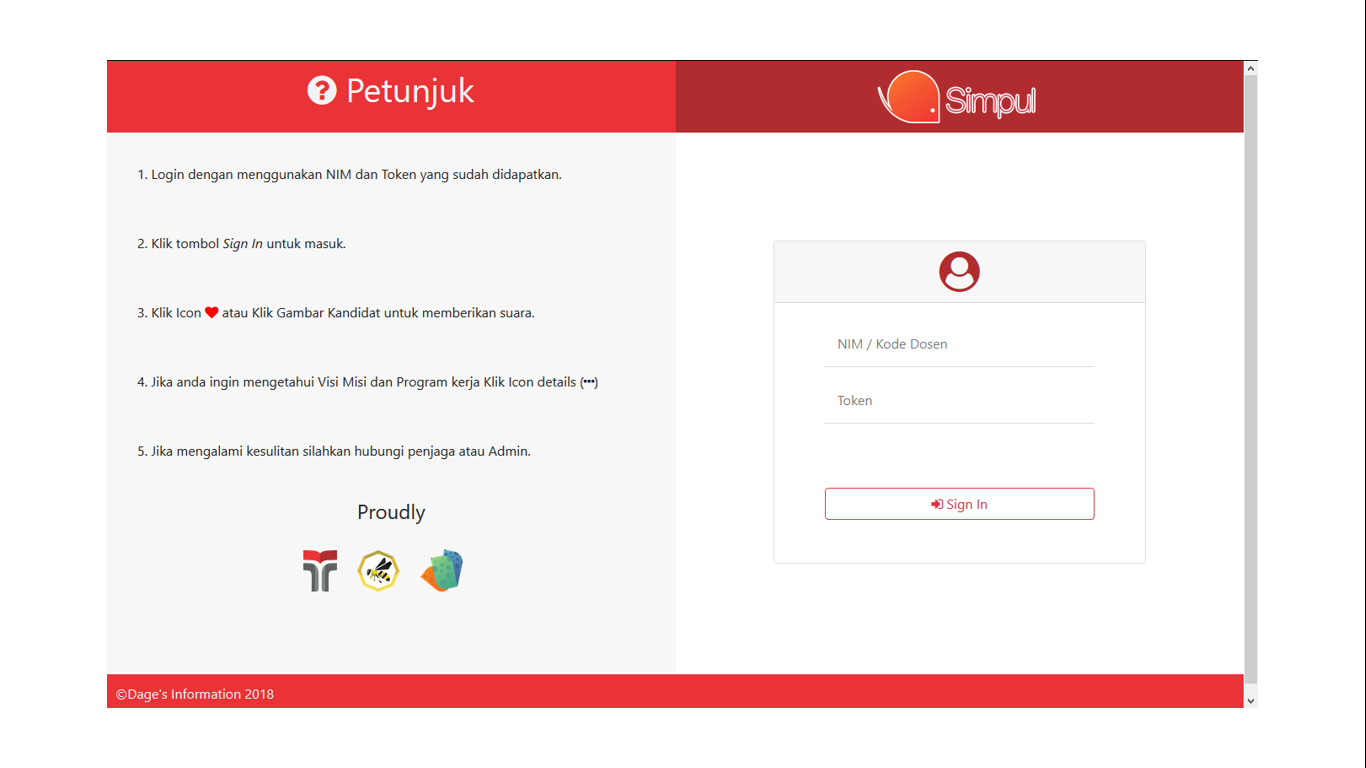 Petunjuk
Simpul
1. Login dengan menggunakan NIM dan Token yang sudah didapatkan.
2. Klik tombol Sign In untuk masuk.
3. Klik Icon ❤ atau Klik Gambar Kandidat untuk memberikan suara.
4. Jika anda ingin mengetahui Visi Misi dan Program kerja Klik Icon details (•••)
5. Jika mengalami kesulitan silahkan hubungi penjaga atau Admin.
Proudly
NIM / Kode Dosen
Token
Sign In
©Dage's Information 2018